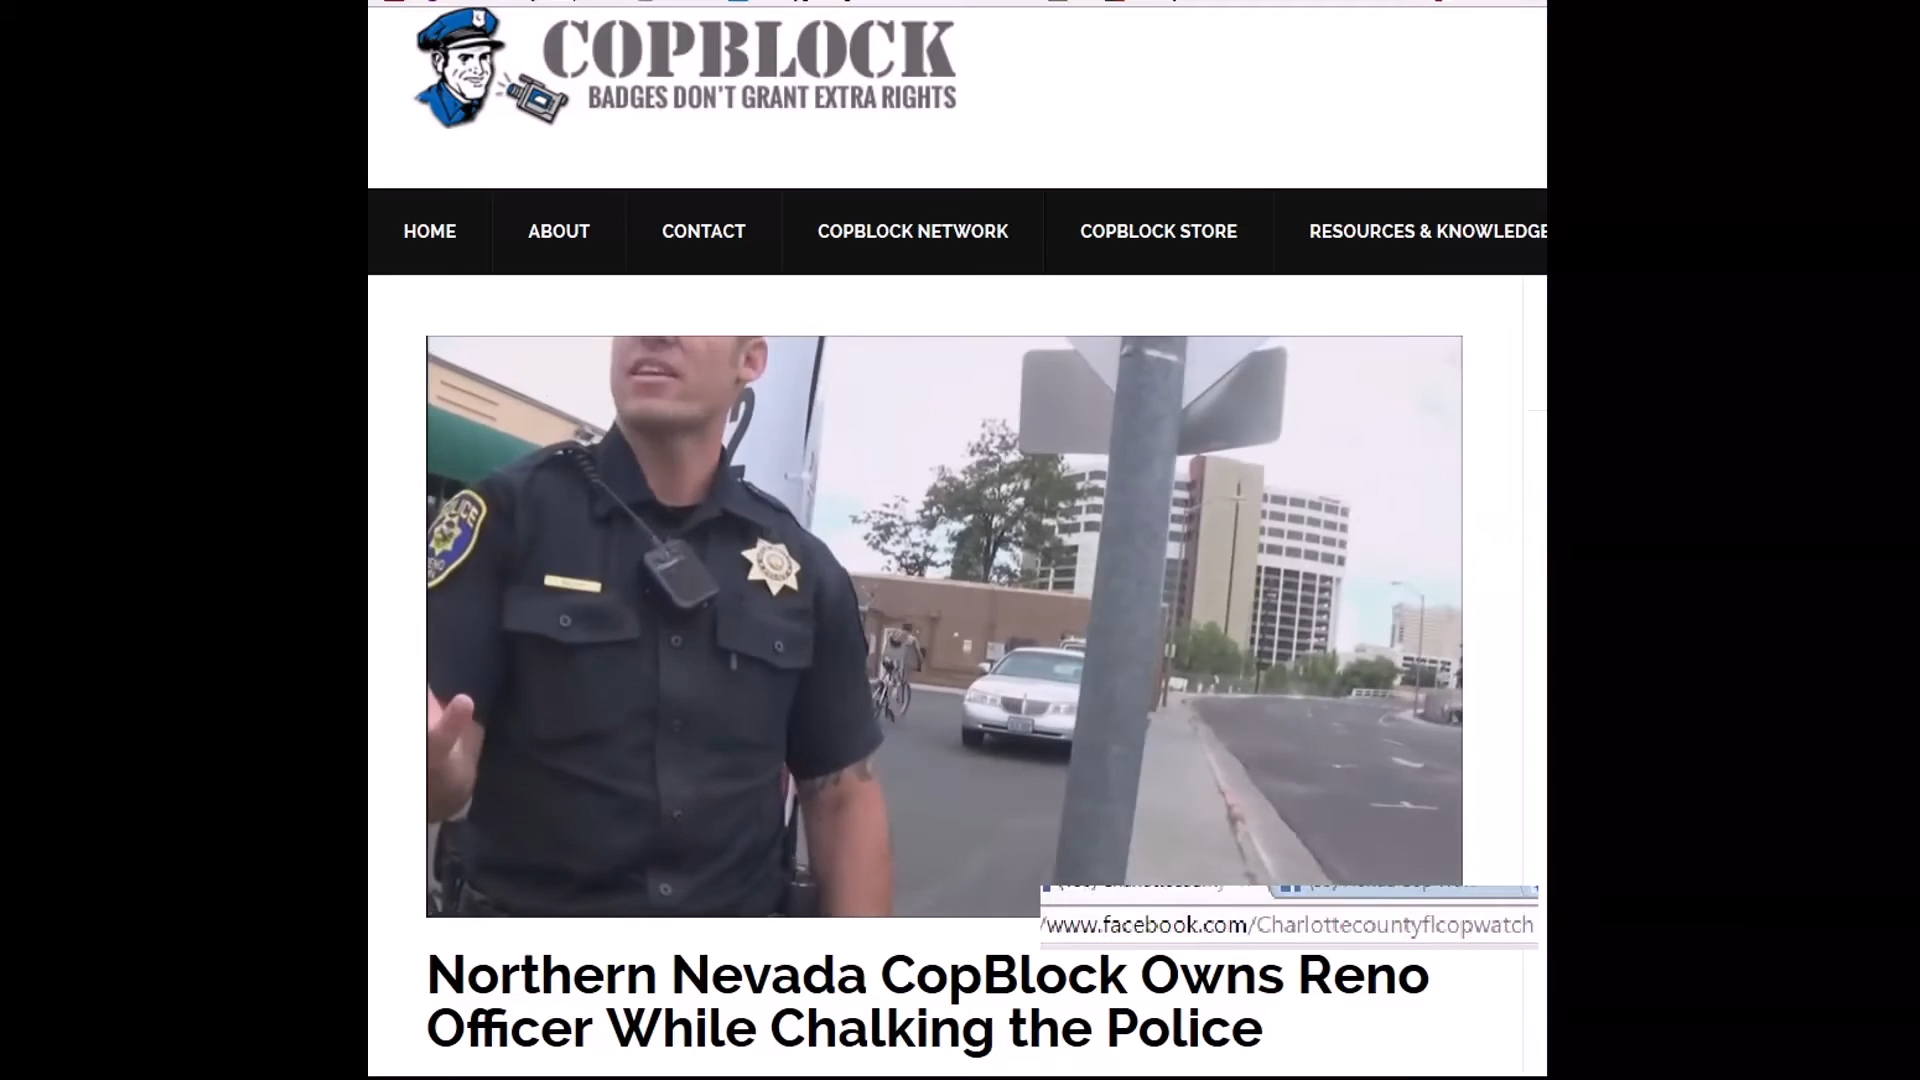 COPBLOCK
BADGES DON'T GRANT EXTRA RIGHTS
HOME ABOUT CONTACT COPBLOCK NETWORK COPBLOCK STORE RESOURCES & KNOWLEDGE
/www.facebook.com/Charlottecountyflcopwatch
Northern Nevada CopBlock Owns Reno
Officer While Chalking the Police